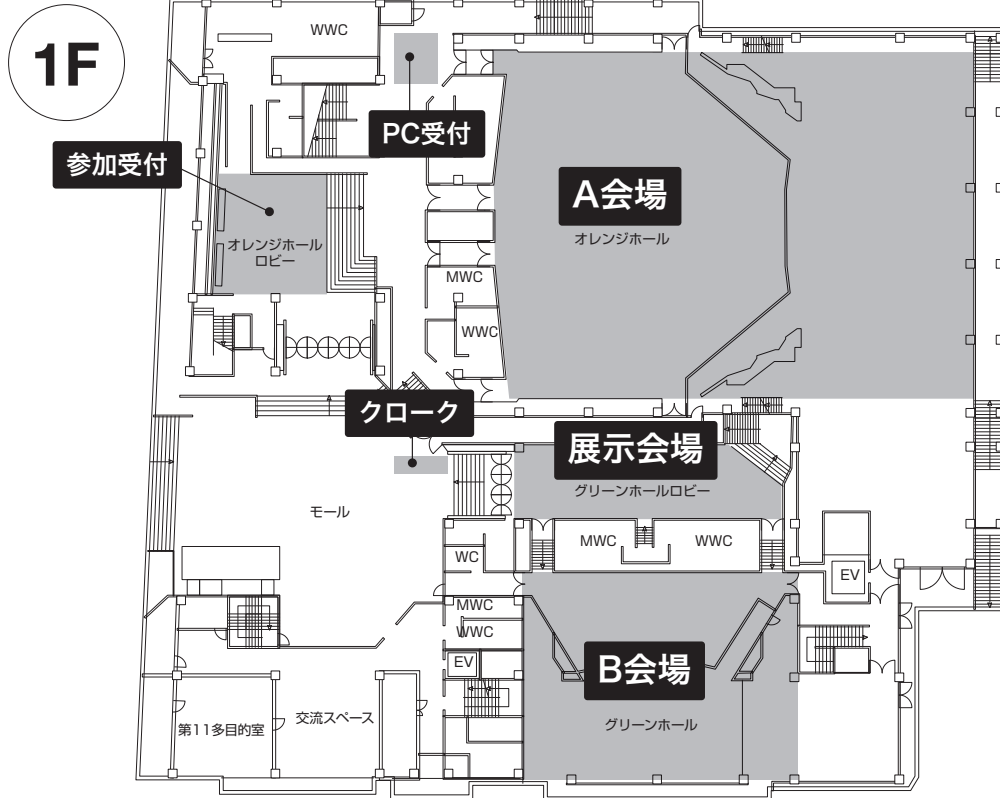 1F
WWC
PC受付
参加受付
A会場
オレンジホール
オレンジホール
ロビー
MWC
WWC
クローク
展示会場
グリーンホールロビー
モール
MWC
WWC
WC
EV
MWC
WWC
EV
B会場
グリーンホール
第11多目的室
交流スペース